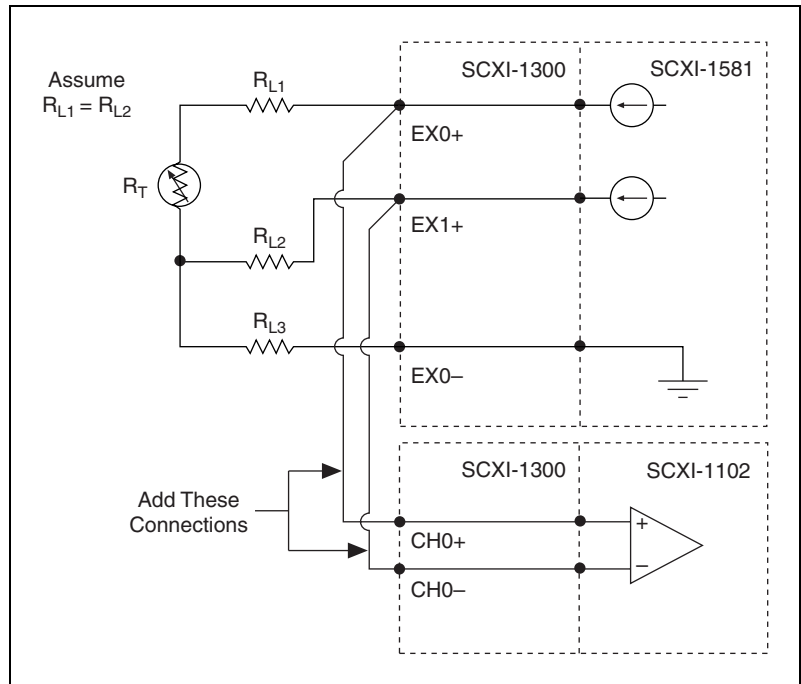 Assume
RL1 = RL2
RL1
SCXI-1300
SCXI-1581
EX0+
RT
EX1+
RL2
RL3
EX0–
SCXI-1300
SCXI-1102
Add These
Connections
CH0+
+
CH0–
–